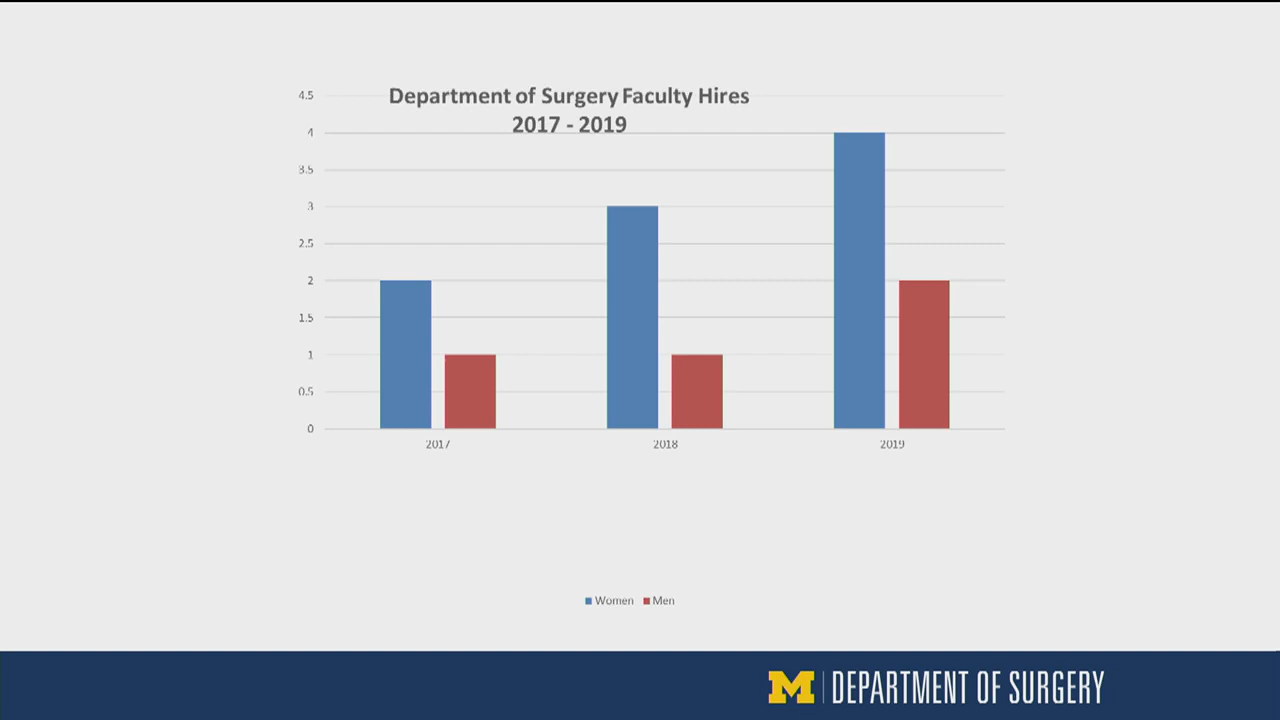 Department of Surgery Faculty Hires
2017 - 2019
4.5
4
3.5
3
2.5
2
1.5
1
0.5
0
2017 2018 2019
Women Men
M DEPARTMENT OF SURGERY